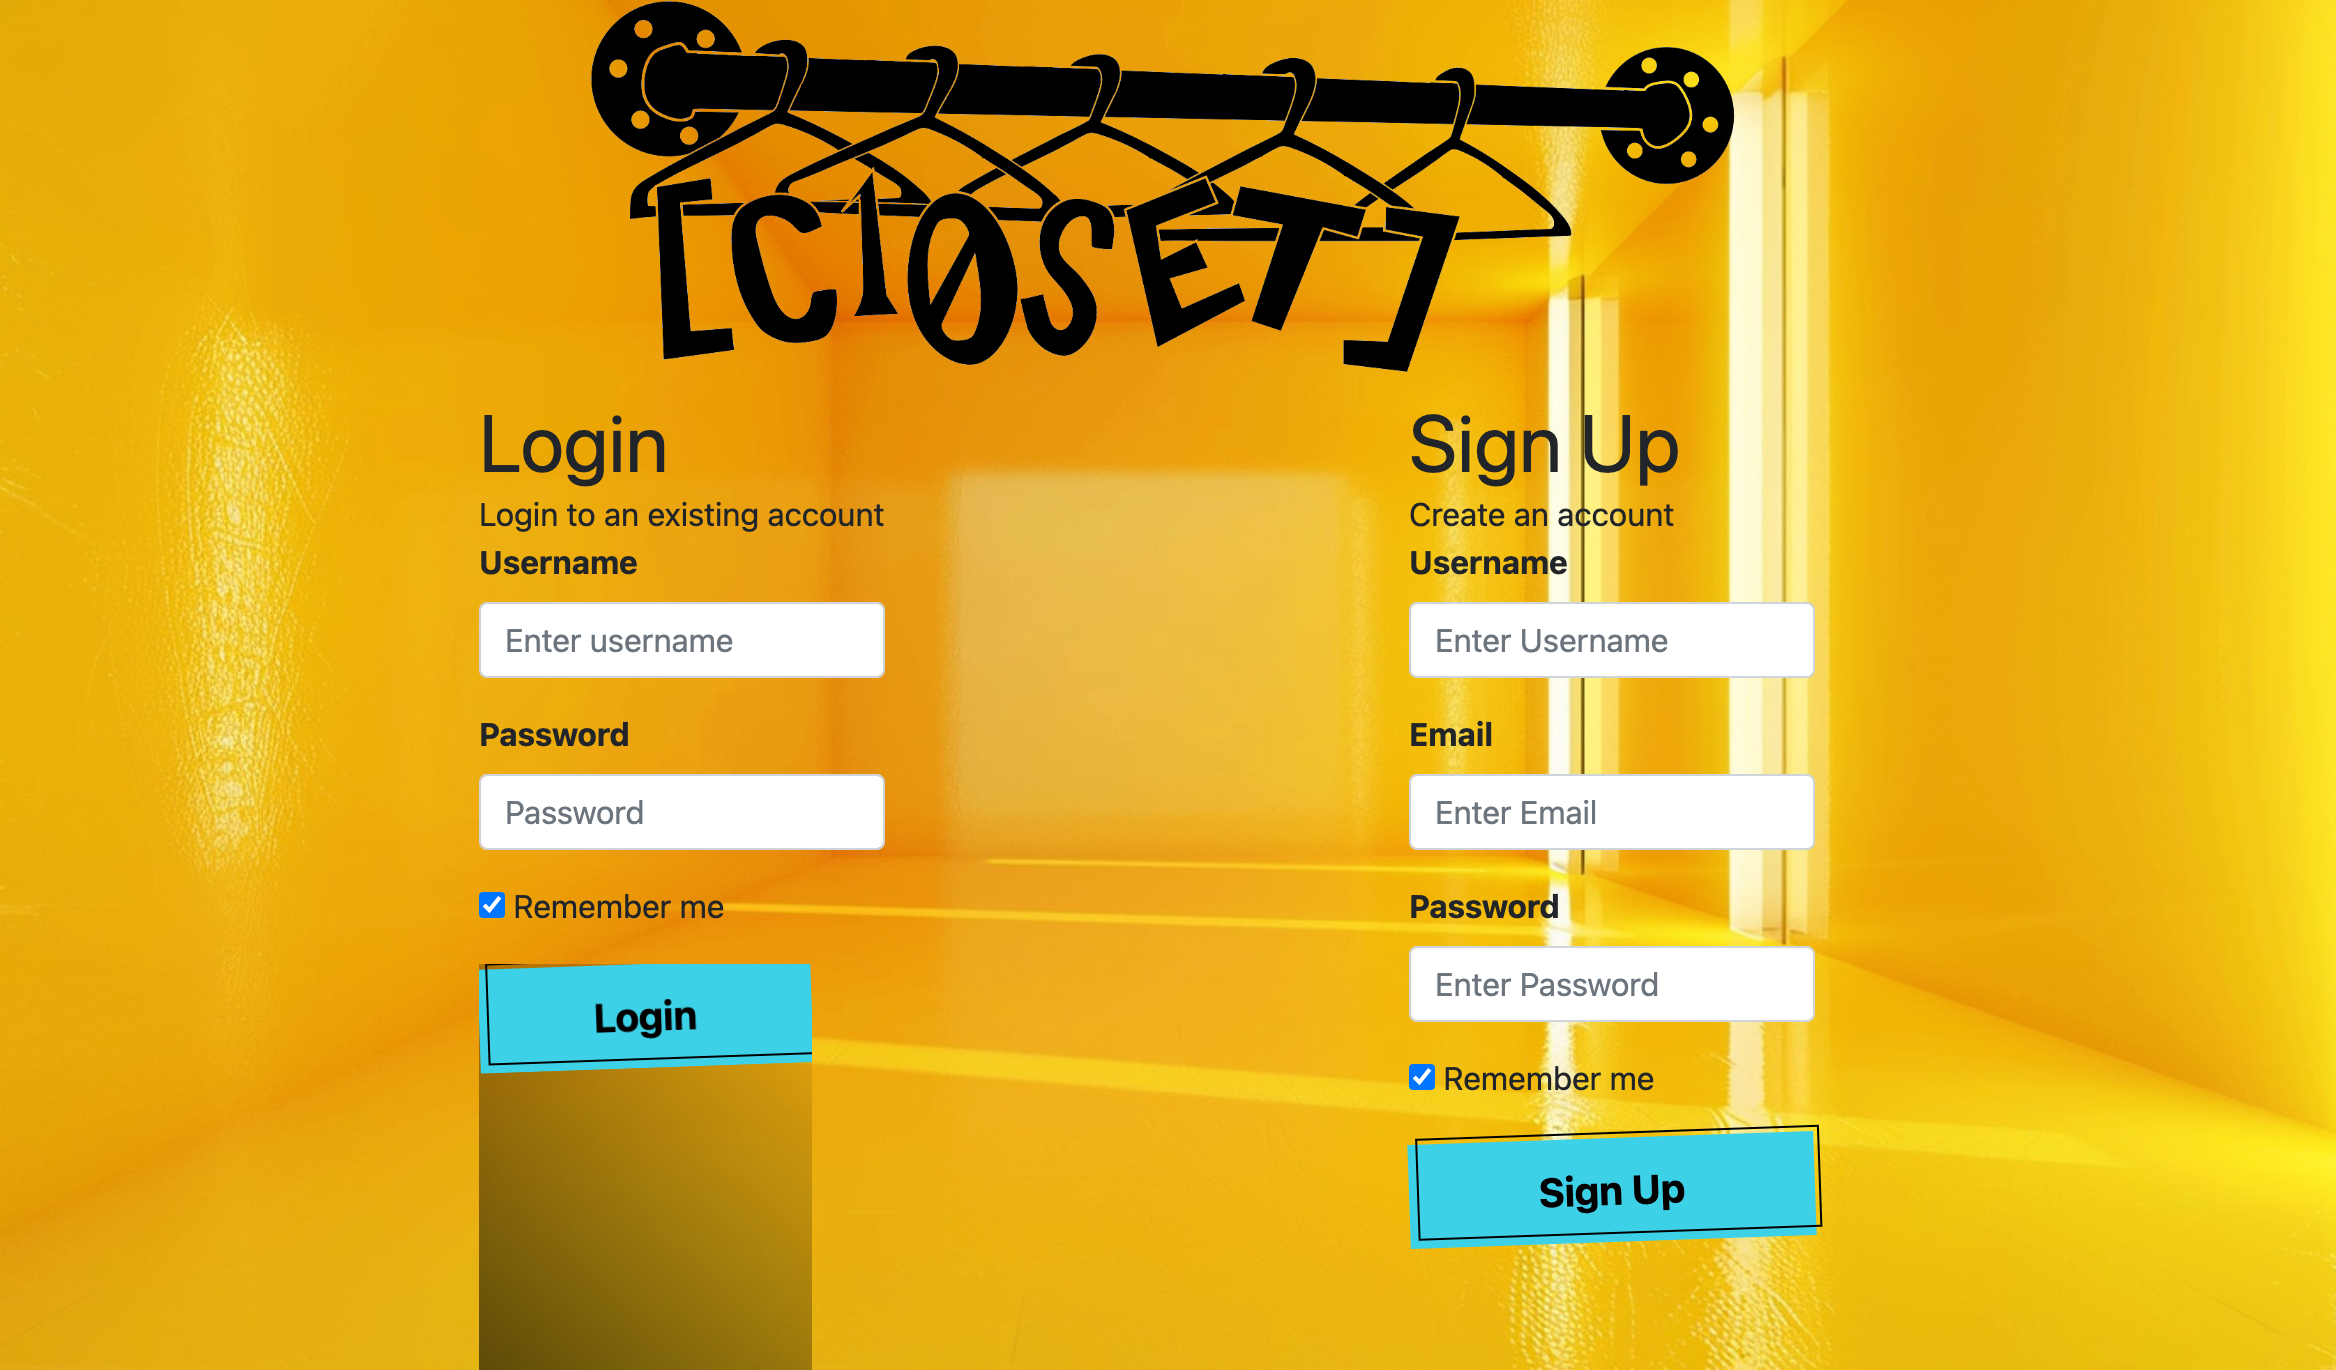 [C10SET]
Login
Login to an existing account
Username
Enter username
Password
Password
Remember me
Login
Sign Up
Create an account
Username
Enter Username
Email
Enter Email
Password
Enter Password
Remember me
Sign Up